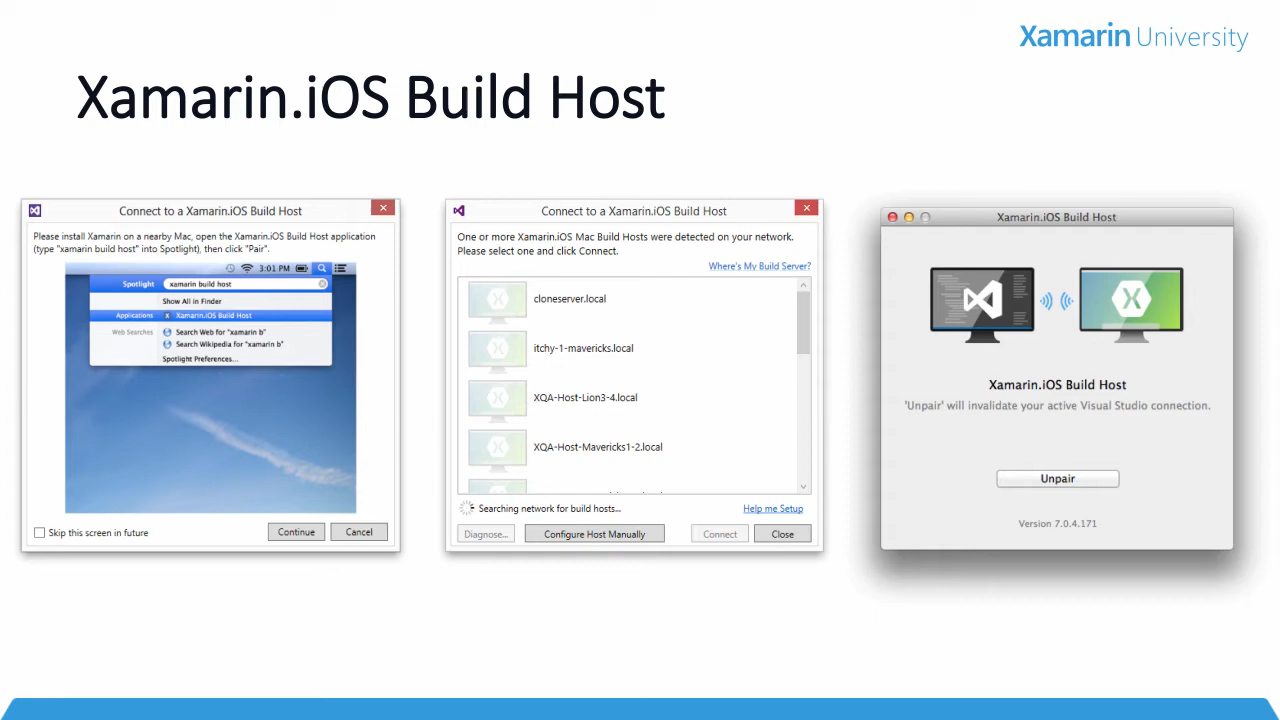 Xamarin University
Xamarin.iOS Build Host
Connect to a Xamarin.iOS Build Host
Please install Xamarin on a nearby Mac, open the Xamarin.iOS Build Host application
(type "xamarin build host" into Spotlight), then click "Pair".
3:01 PM
Spotlight xamarin build host
Show All in Finder
Applications X Xamarin.iOS Build Host
Web Searches Search Web for "xamarin b"
Search Wikipedia for "xamarin b"
Spotlight Preferences...
Skip this screen in future
Continue
Cancel
Connect to a Xamarin.iOS Build Host
One or more Xamarin.iOS Mac Build Hosts were detected on your network.
Please select one and click Connect.
Where's My Build Server?
cloneserver.local
itchy-1-mavericks.local
XQA-Host-Lion3-4.local
XQA-Host-Mavericks1-2.local
Searching network for build hosts...
Help me Setup
Diagnose...
Configure Host Manually
Connect
Close
Xamarin.iOS Build Host
Xamarin.iOS Build Host
'Unpair' will invalidate your active Visual Studio connection.
Unpair
Version 7.0.4.171